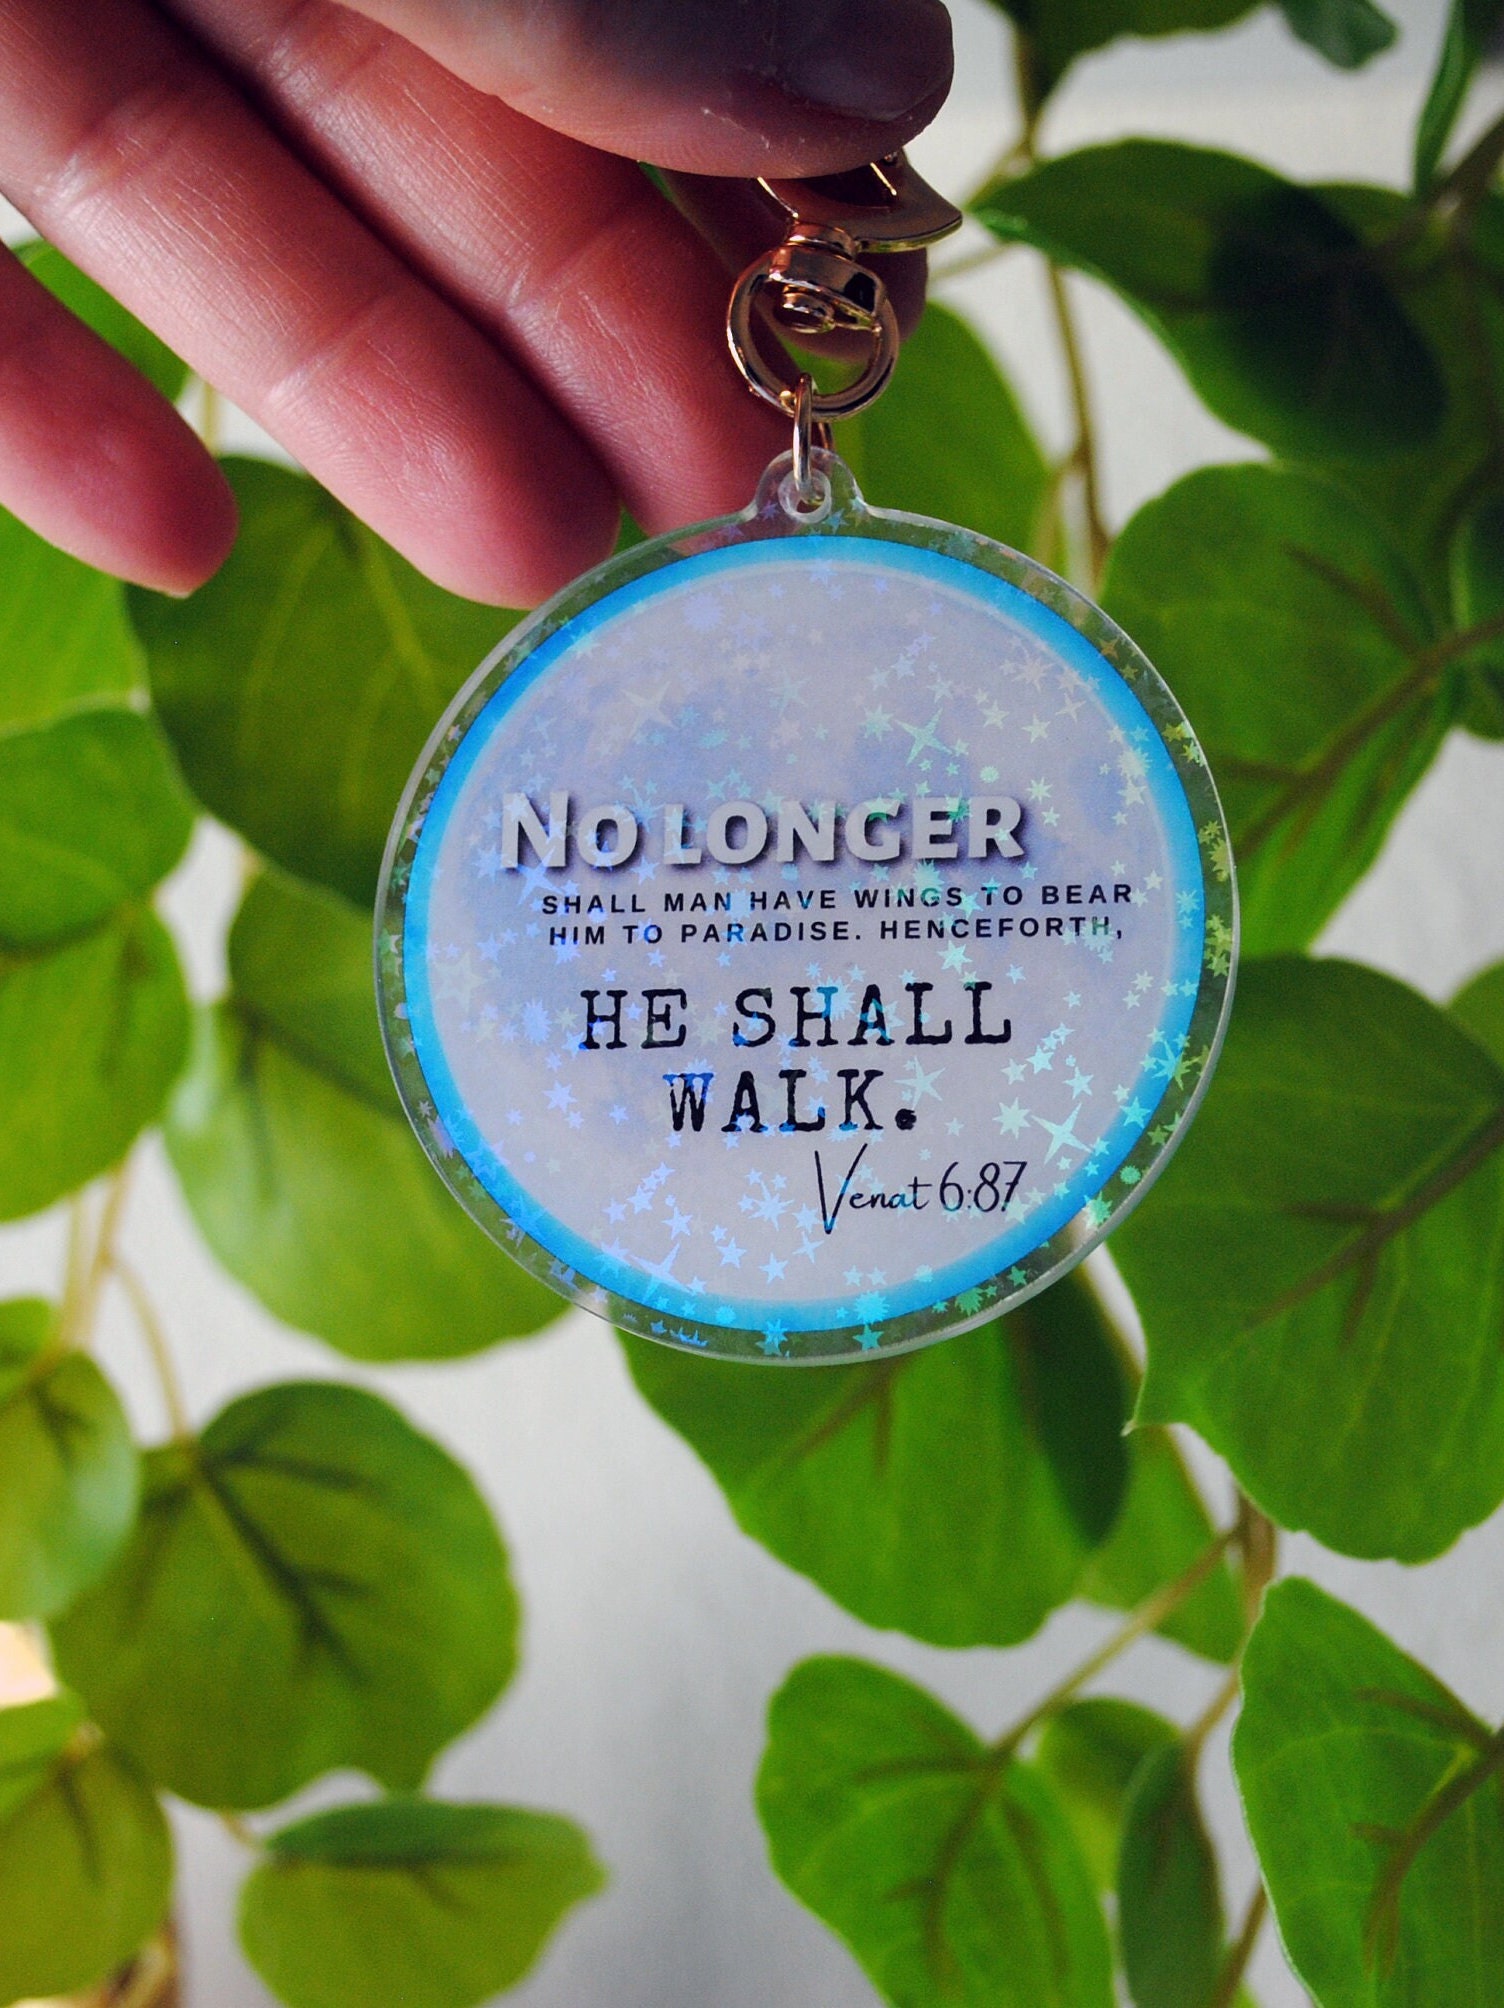 No longer
SHALL MAN HAVE WINGS TO BEAR
HIM TO PARADISE. HENCEFORTH,
HE SHALL
WALK.
Venat 6:87